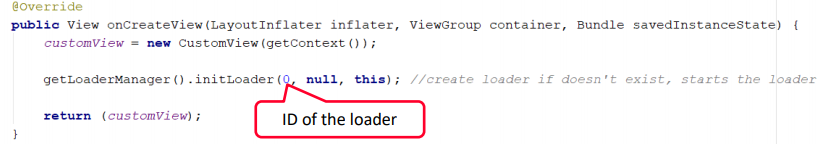 @Override
public View onCreateView(LayoutInflater inflater, ViewGroup container, Bundle savedInstanceState) {
customView = new CustomView(getContext());
getLoaderManager().initLoader(0, null, this); //create loader if doesn't exist, starts the loader
return (customView);
ID of the loader
}